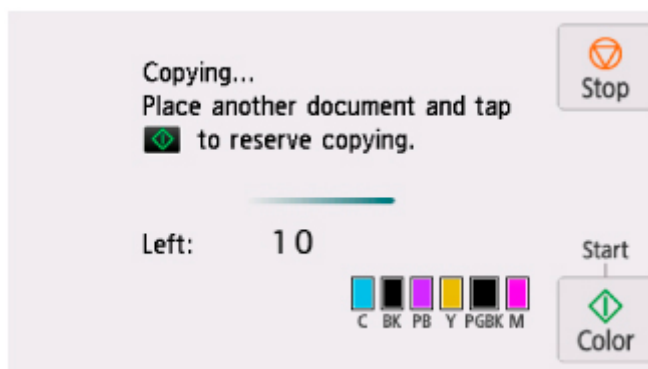 Copying...
Place another document and tap
to reserve copying.
Stop
Left: 10
Start
C BK PB Y PGBK M
Color